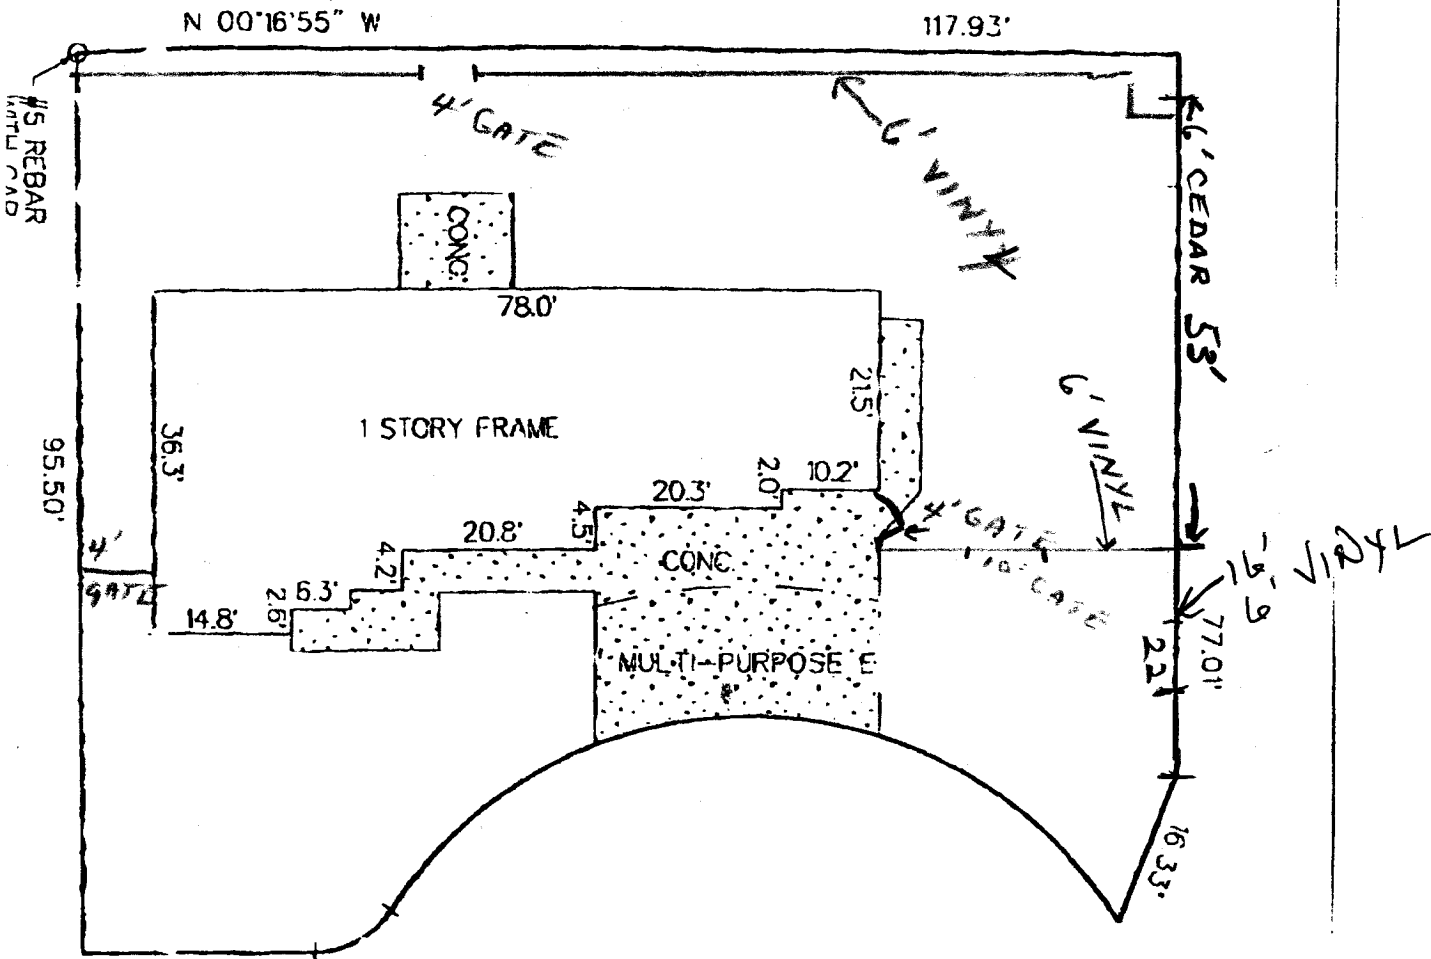 N 00°16'55" W
117.93'
#5 REBAR
4' GATE
6' VINYL
6' CEDAR 53'
CONC.
78.0'
21.5'
6' VINYL
1 STORY FRAME
36.3'
95.50'
10.2'
2.0'
20.3'
4.5'
20.8'
4.2'
CONC.
4' GATE
10' GATE
16' VINYL
6'
4'
GATE
6.3'
2.6'
14.8'
MULTI-PURPOSE E
22'
77.01'
16.33'